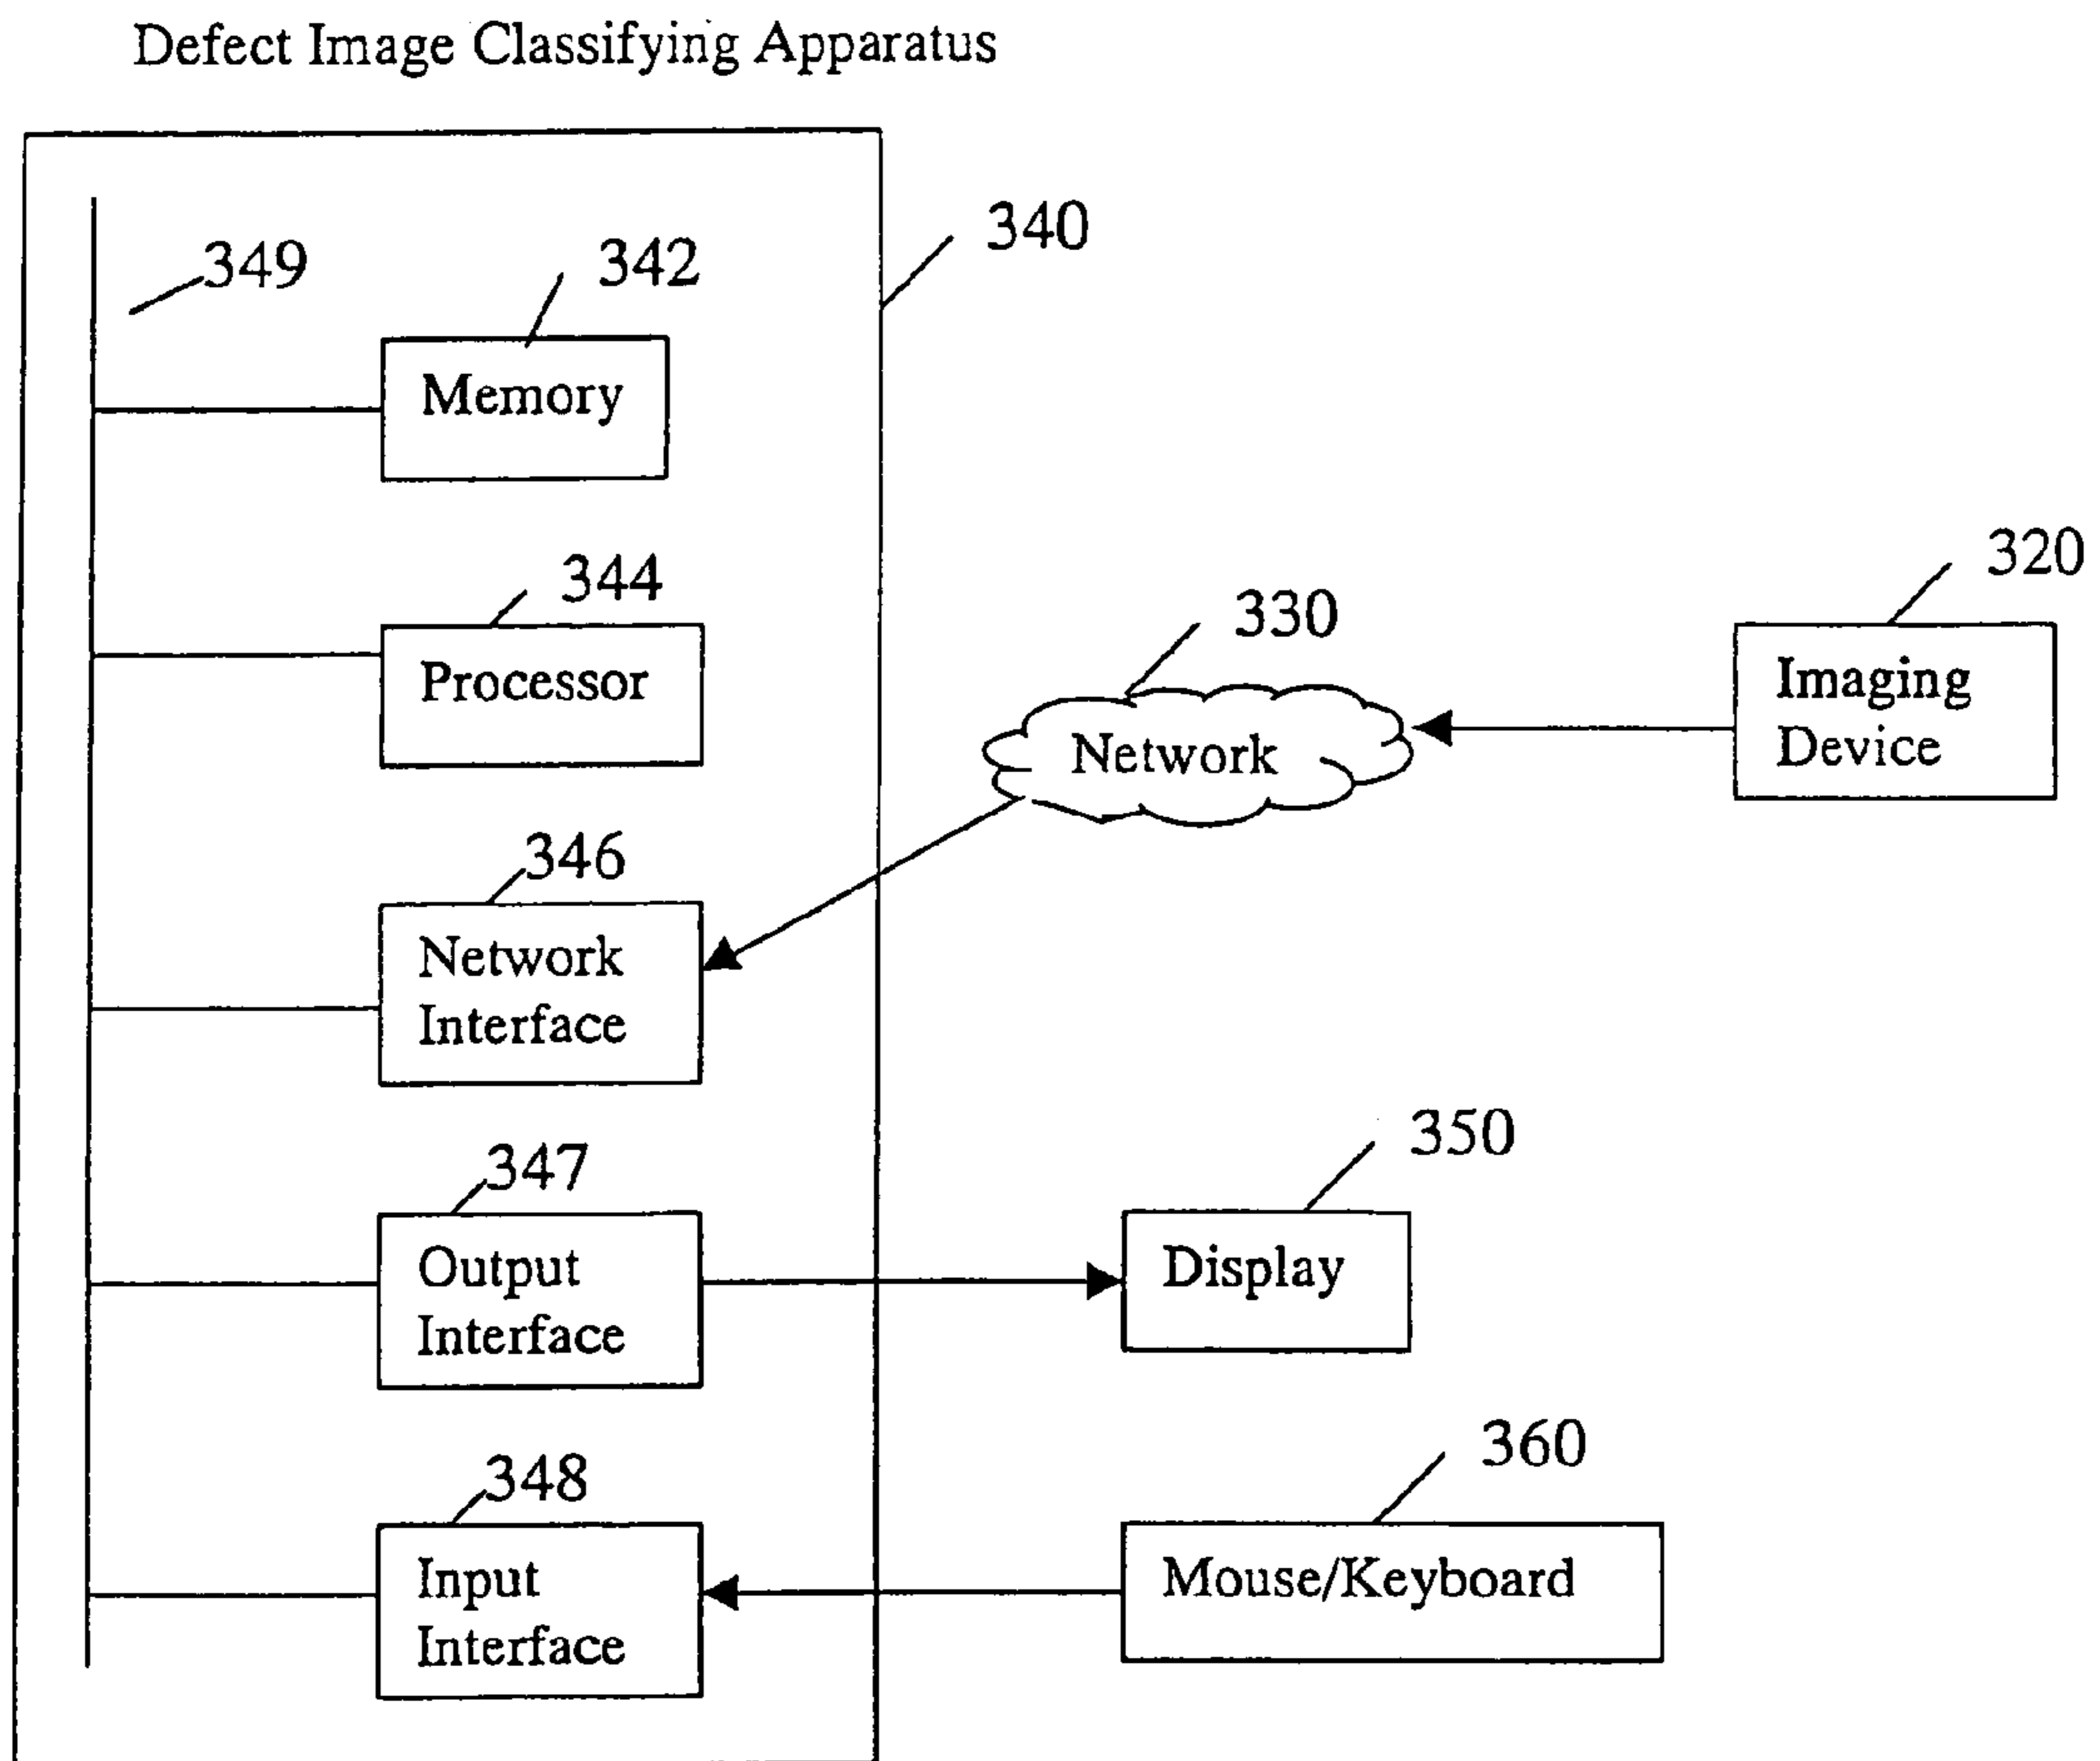 Defect Image Classifying Apparatus
340
349
342
Memory
320
344
330
Imaging
Device
Processor
Network
346
Network
Interface
350
347
Output
Interface
Display
360
348
Input
Interface
Mouse/Keyboard